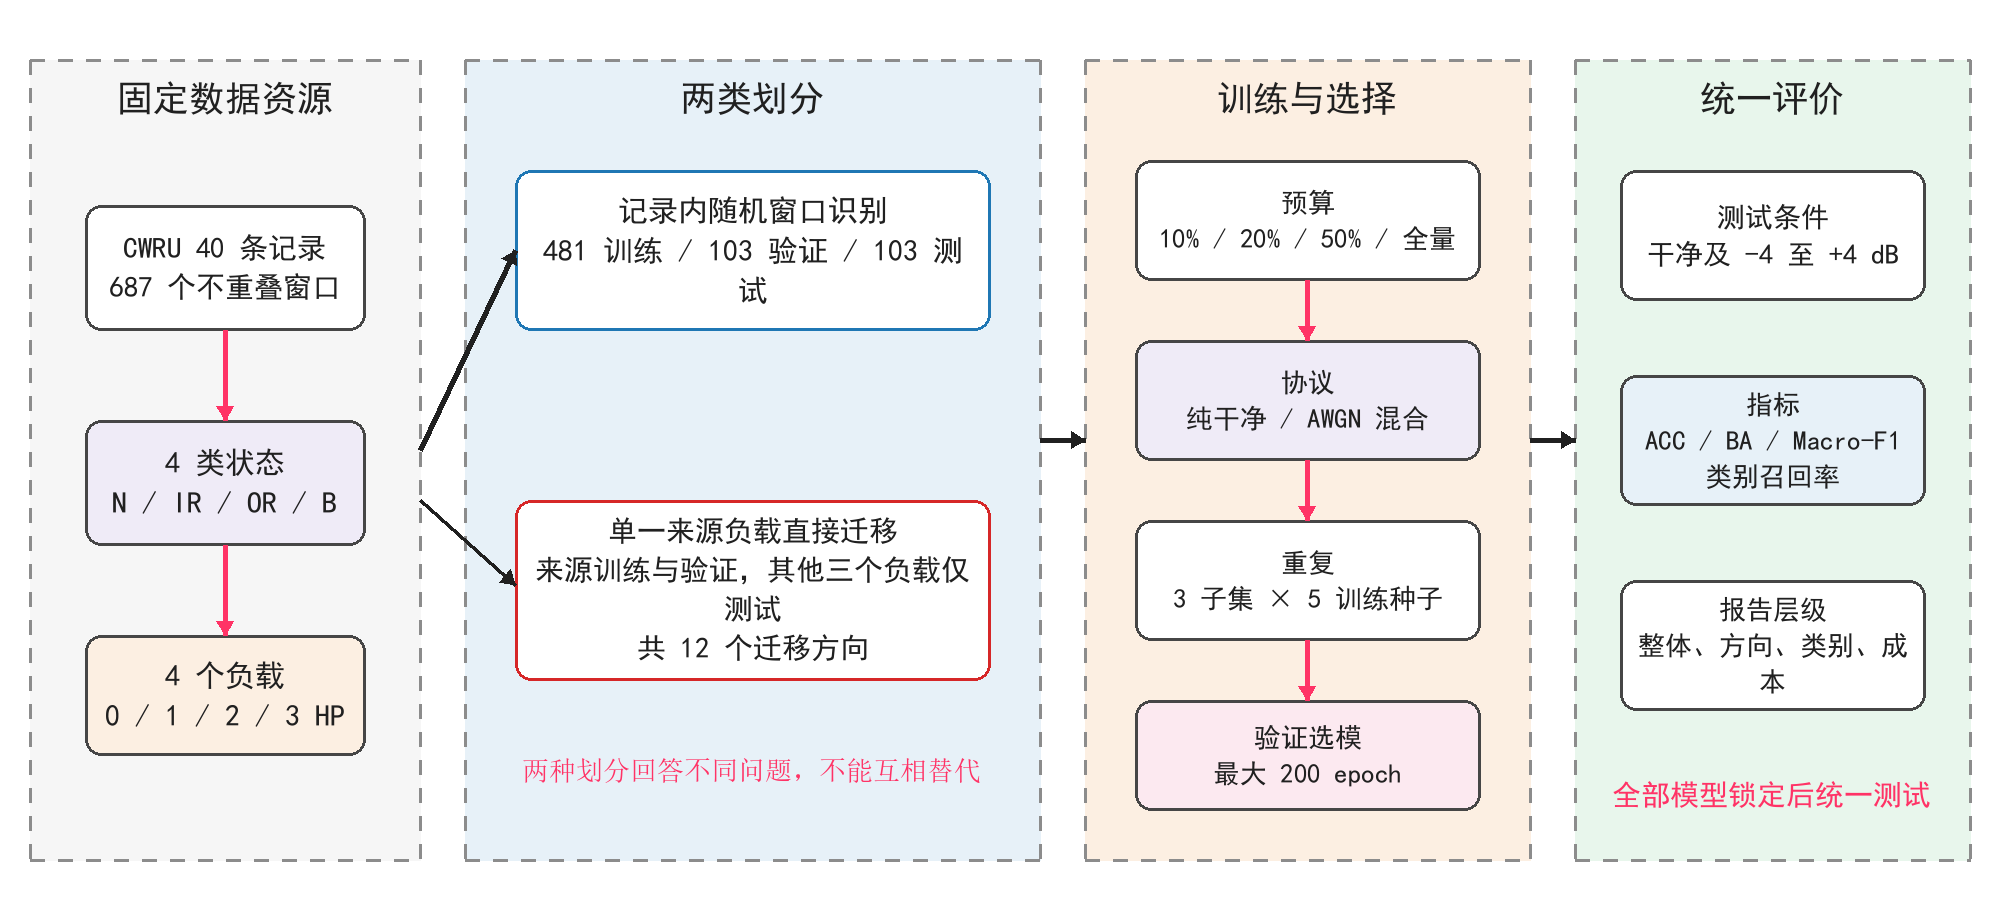 固定数据资源
CWRU 40 条记录
687 个不重叠窗口
4 类状态
N / IR / OR / B
4 个负载
0 / 1 / 2 / 3 HP
两类划分
记录内随机窗口识别
481 训练 / 103 验证 / 103 测
试
单一来源负载直接迁移
来源训练与验证，其他三个负载仅
测试
共 12 个迁移方向
两种划分回答不同问题，不能互相替代
训练与选择
预算
10% / 20% / 50% / 全量
协议
纯干净 / AWGN 混合
重复
3 子集 × 5 训练种子
验证选模
最大 200 epoch
统一评价
测试条件
干净及 -4 至 +4 dB
指标
ACC / BA / Macro-F1
类别召回率
报告层级
整体、方向、类别、成
本
全部模型锁定后统一测试